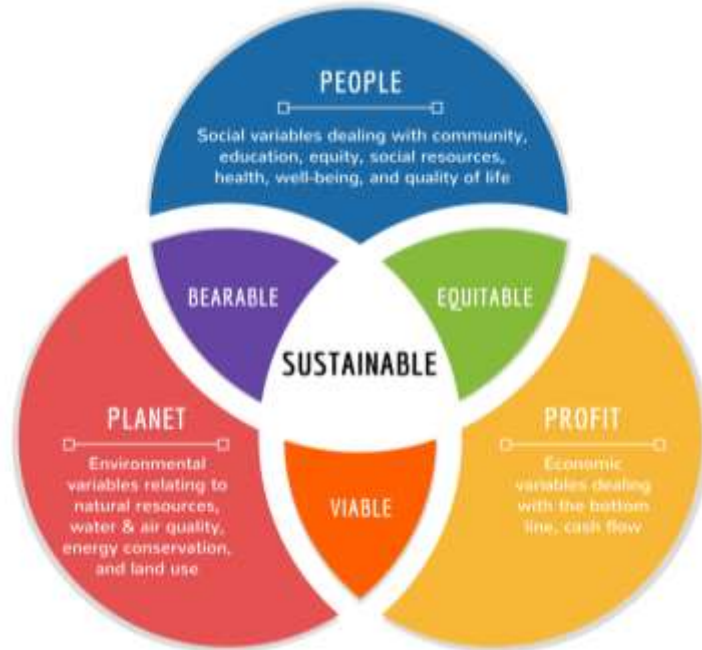 PEOPLE
Social variables dealing with community,
education, equity, social resources,
health, well-being, and quality of life
BEARABLE
EQUITABLE
SUSTAINABLE
PLANET
Environmental
variables relating to
natural resources,
water & air quality,
energy conservation,
and land use
PROFIT
Economic
variables dealing
with the bottom
line, cash flow
VIABLE